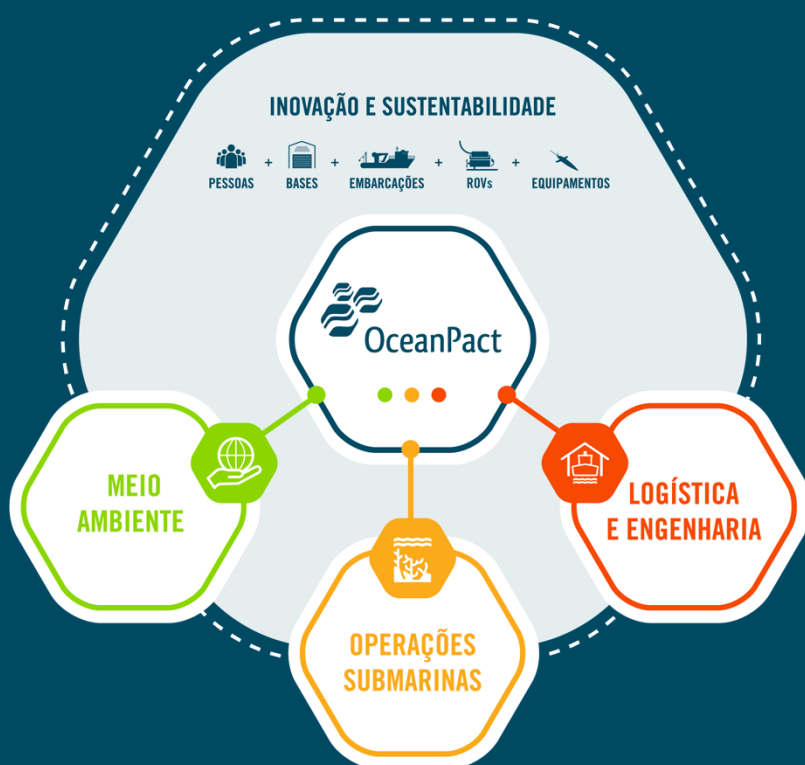 INOVAÇÃO E SUSTENTABILIDADE
PESSOAS + BASES + EMBARCAÇÕES + ROVs + EQUIPAMENTOS
OceanPact
MEIO
AMBIENTE
LOGÍSTICA
E ENGENHARIA
OPERAÇÕES
SUBMARINAS